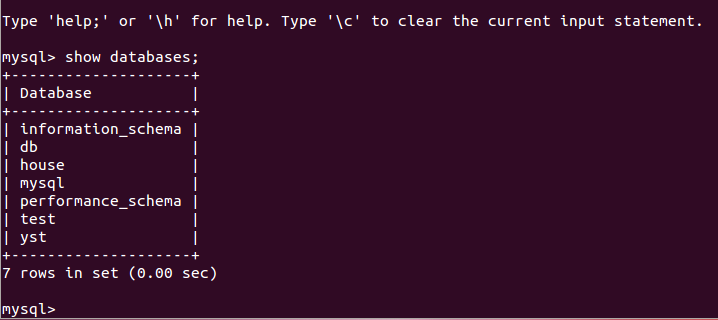 Type 'help;' or '\h' for help. Type '\c' to clear the current input statement.
mysql> show databases;
+--------------------+
| Database           |
+--------------------+
| information_schema |
| db                 |
| house              |
| mysql              |
| performance_schema |
| test               |
| yst                |
+--------------------+
7 rows in set (0.00 sec)
mysql>